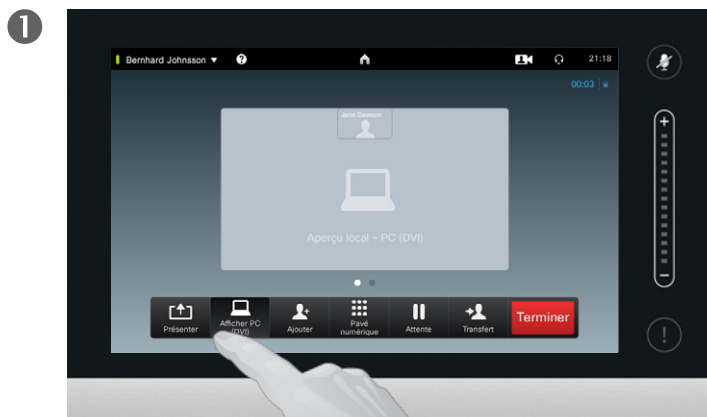 1
Bernhard Johnsson ▼ ? 21:18
00:03
Jane Dawson
Aperçu local – PC (DVI)
Présenter
Afficher PC
(DVI)
Ajouter
Pavé
numérique
Attente
Transfert
Terminer
+
–
!